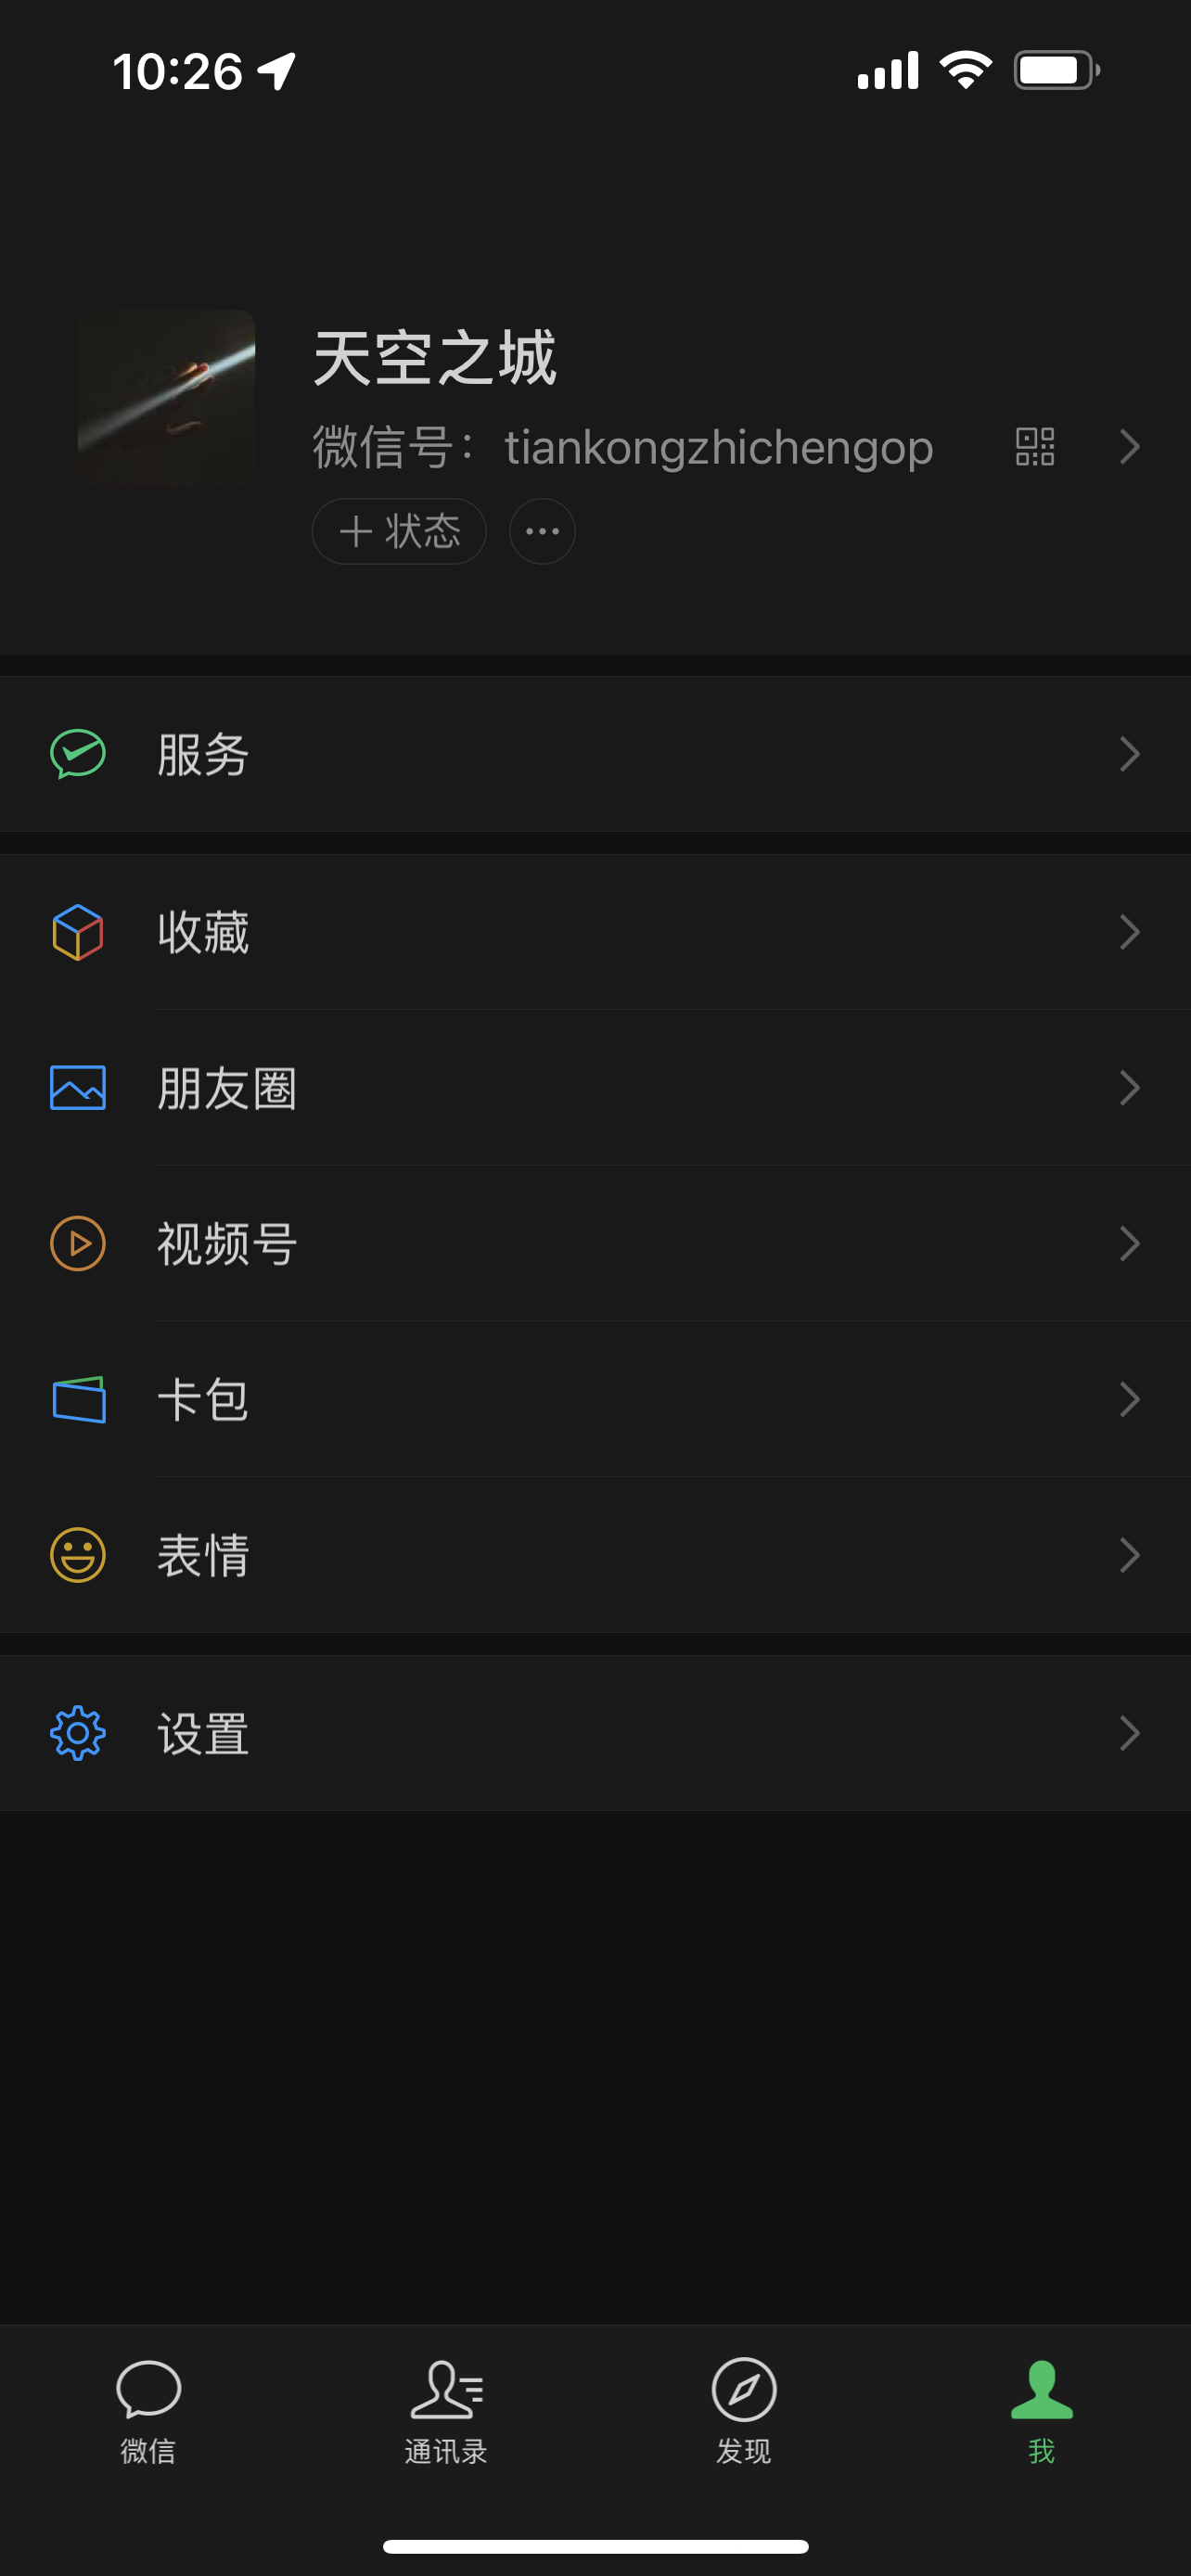 10:26
天空之城
微信号：tiankongzhichengop
状态
服务
收藏
朋友圈
视频号
卡包
表情
设置
微信
通讯录
发现
我